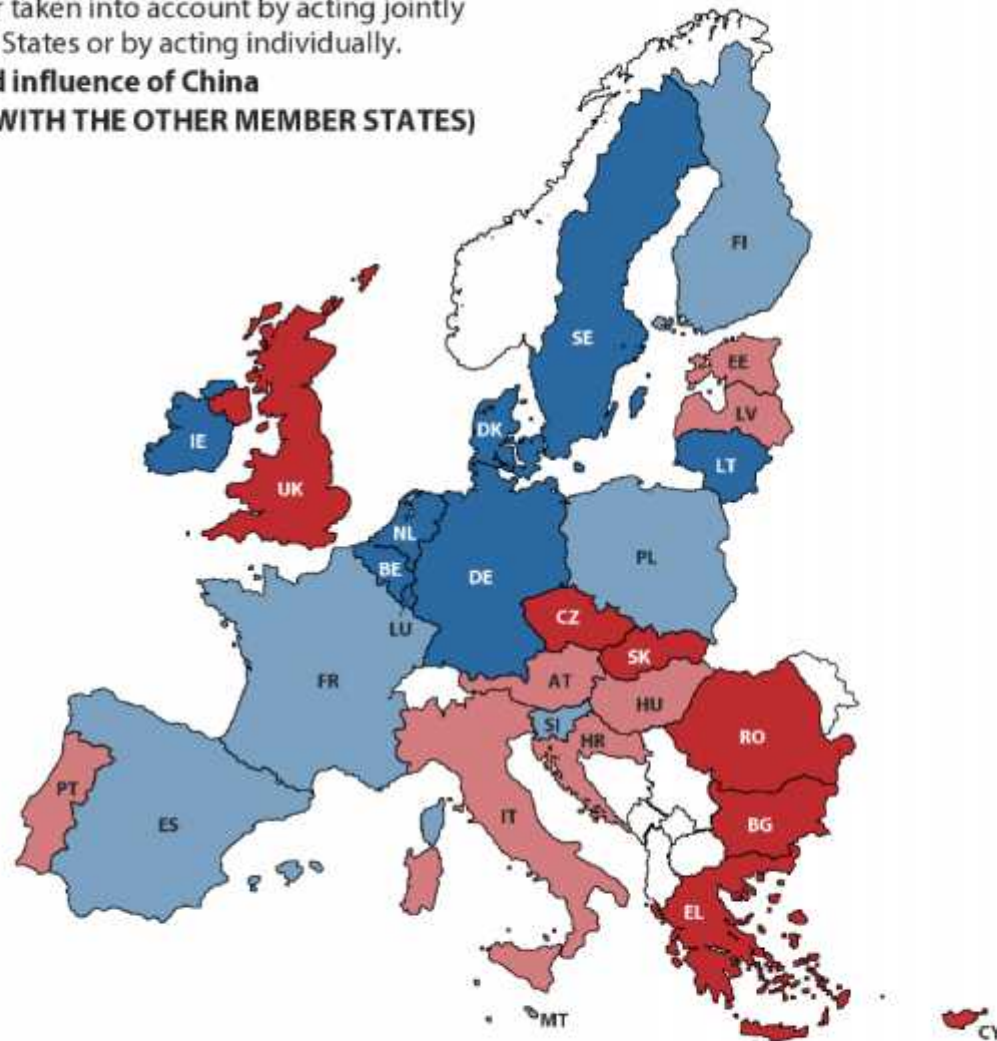 r taken into account by acting jointly
States or by acting individually.
d influence of China
WITH THE OTHER MEMBER STATES)
FI
SE
EE
LV
DK
IE
LT
UK
NL
PL
BE
DE
CZ
LU
SK
FR
AT
HU
SI
HR
RO
PT
IT
ES
BG
EL
MT
CY